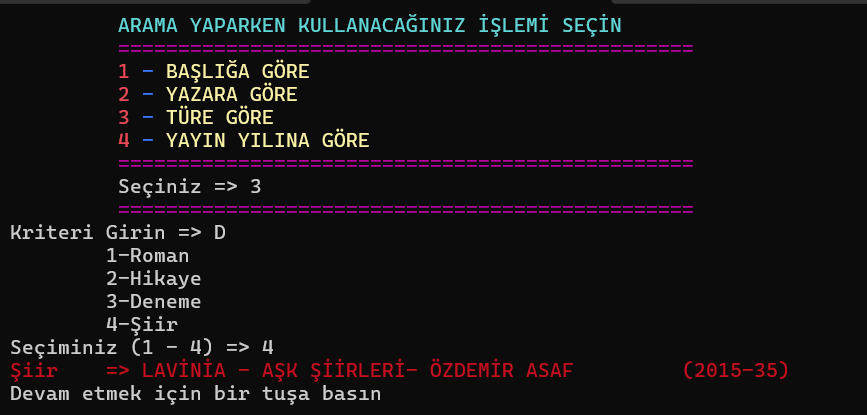 ARAMA YAPARKEN KULLANACAĞINIZ İŞLEMİ SEÇİN
================================================
1 - BAŞLIĞA GÖRE
2 - YAZARA GÖRE
3 - TÜRE GÖRE
4 - YAYIN YILINA GÖRE
================================================
Seçiniz => 3
================================================
Kriteri Girin => D
1-Roman
2-Hikaye
3-Deneme
4-Şiir
Seçiminiz (1 - 4) => 4
Şiir    => LAVİNİA - AŞK ŞİİRLERİ- ÖZDEMİR ASAF         (2015-35)
Devam etmek için bir tuşa basın